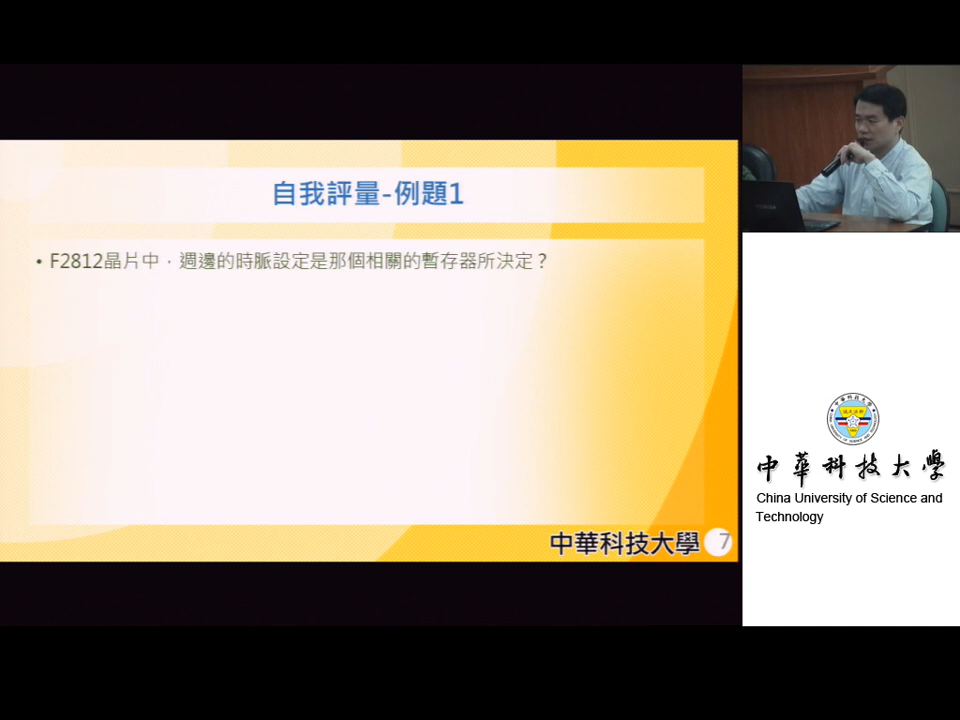 自我評量-例題1
• F2812晶片中，週邊的時脈設定是那個相關的暫存器所決定？
中華科技大學 7
中華科技大學
China University of Science and
Technology